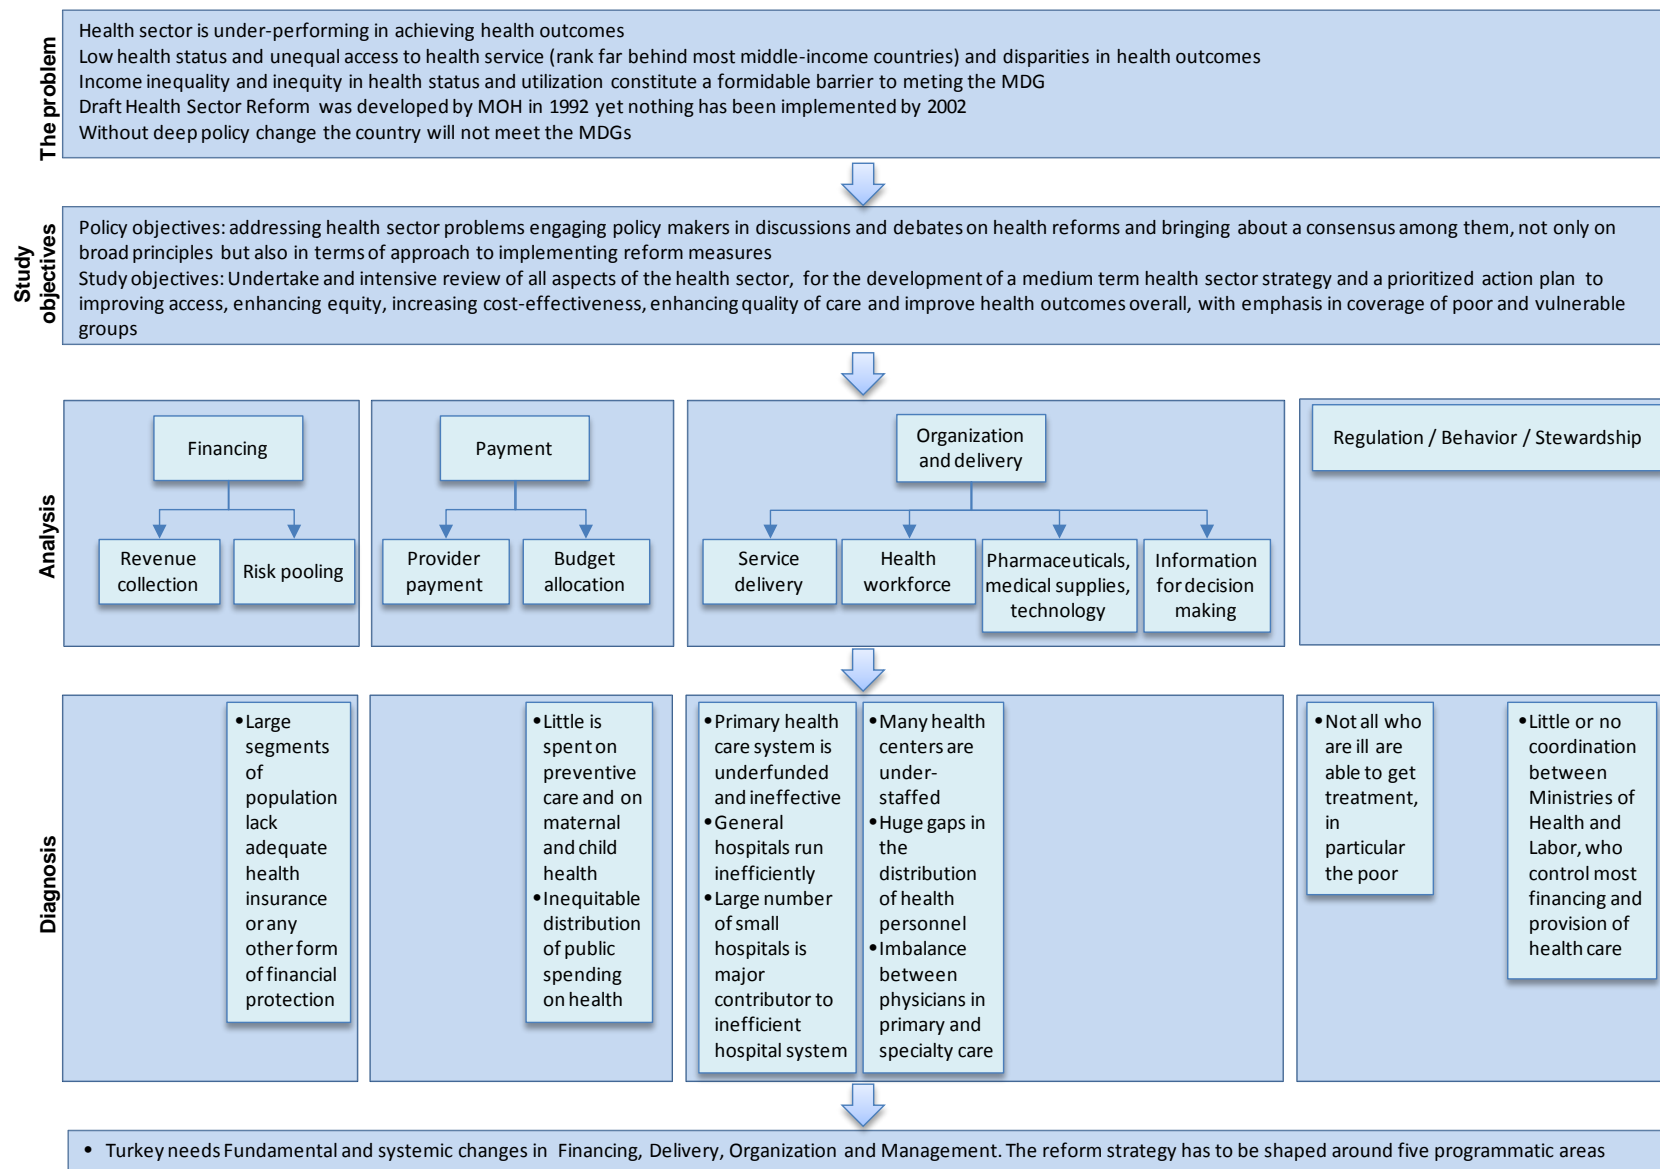 The problem
Health sector is under-performing in achieving health outcomes
Low health status and unequal access to health service (rank far behind most middle-income countries) and disparities in health outcomes
Income inequality and inequity in health status and utilization constitute a formidable barrier to meting the MDG
Draft Health Sector Reform was developed by MOH in 1992 yet nothing has been implemented by 2002
Without deep policy change the country will not meet the MDGs
Study
objectives
Policy objectives: addressing health sector problems engaging policy makers in discussions and debates on health reforms and bringing about a consensus among them, not only on
broad principles but also in terms of approach to implementing reform measures
Study objectives: Undertake and intensive review of all aspects of the health sector, for the development of a medium term health sector strategy and a prioritized action plan to
improving access, enhancing equity, increasing cost-effectiveness, enhancing quality of care and improve health outcomes overall, with emphasis in coverage of poor and vulnerable
groups
Analysis
Financing
Revenue
collection
Risk pooling
Payment
Provider
payment
Budget
allocation
Organization
and delivery
Service
delivery
Health
workforce
Pharmaceuticals,
medical supplies,
technology
Information
for decision
making
Regulation / Behavior / Stewardship
Diagnosis
• Large
segments
of
population
lack
adequate
health
insurance
or any
other form
of financial
protection
• Little is
spent on
preventive
care and on
maternal
and child
health
• Inequitable
distribution
of public
spending
on health
• Primary health
care system is
underfunded
and ineffective
• General
hospitals run
inefficiently
• Large number
of small
hospitals is
major
contributor to
inefficient
hospital system
• Many health
centers are
under-
staffed
• Huge gaps in
the
distribution
of health
personnel
• Imbalance
between
physicians in
primary and
specialty care
• Not all who
are ill are
able to get
treatment,
in
particular
the poor
• Little or no
coordination
between
Ministries of
Health and
Labor, who
control most
financing and
provision of
health care
• Turkey needs Fundamental and systemic changes in Financing, Delivery, Organization and Management. The reform strategy has to be shaped around five programmatic areas